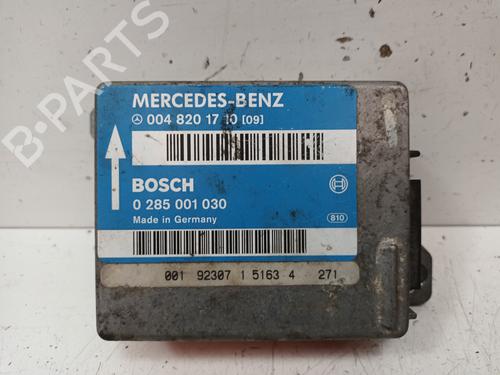 MERCEDES-BENZ
004 820 17 10 [09]
BOSCH
0 285 001 030
Made in Germany
810
001 92307 1 5163 4 271
B-PARTS
B-PARTS